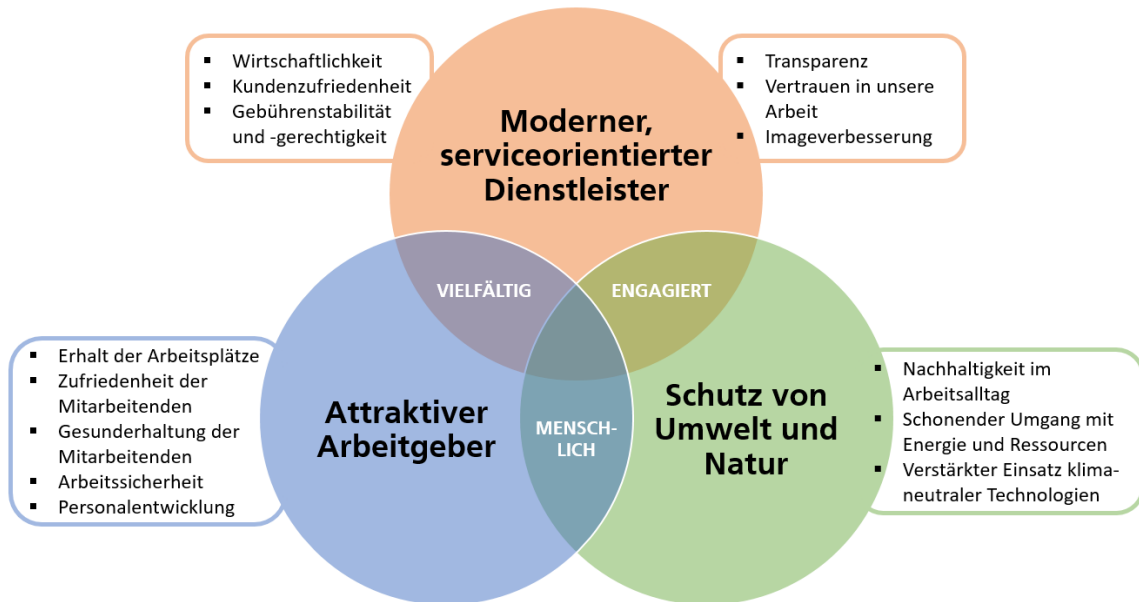 ▪ Wirtschaftlichkeit
▪ Kundenzufriedenheit
▪ Gebührenstabilität
und -gerechtigkeit
▪ Transparenz
▪ Vertrauen in unsere
Arbeit
▪ Imageverbesserung
Moderner,
serviceorientierter
Dienstleister
VIELFÄLTIG
ENGAGIERT
▪ Erhalt der Arbeitsplätze
▪ Zufriedenheit der
Mitarbeitenden
▪ Gesunderhaltung der
Mitarbeitenden
▪ Arbeitssicherheit
▪ Personalentwicklung
Attraktiver
Arbeitgeber
MENSCH-
LICH
Schutz von
Umwelt und
Natur
▪ Nachhaltigkeit im
Arbeitsalltag
▪ Schonender Umgang mit
Energie und Ressourcen
▪ Verstärkter Einsatz klima-
neutraler Technologien